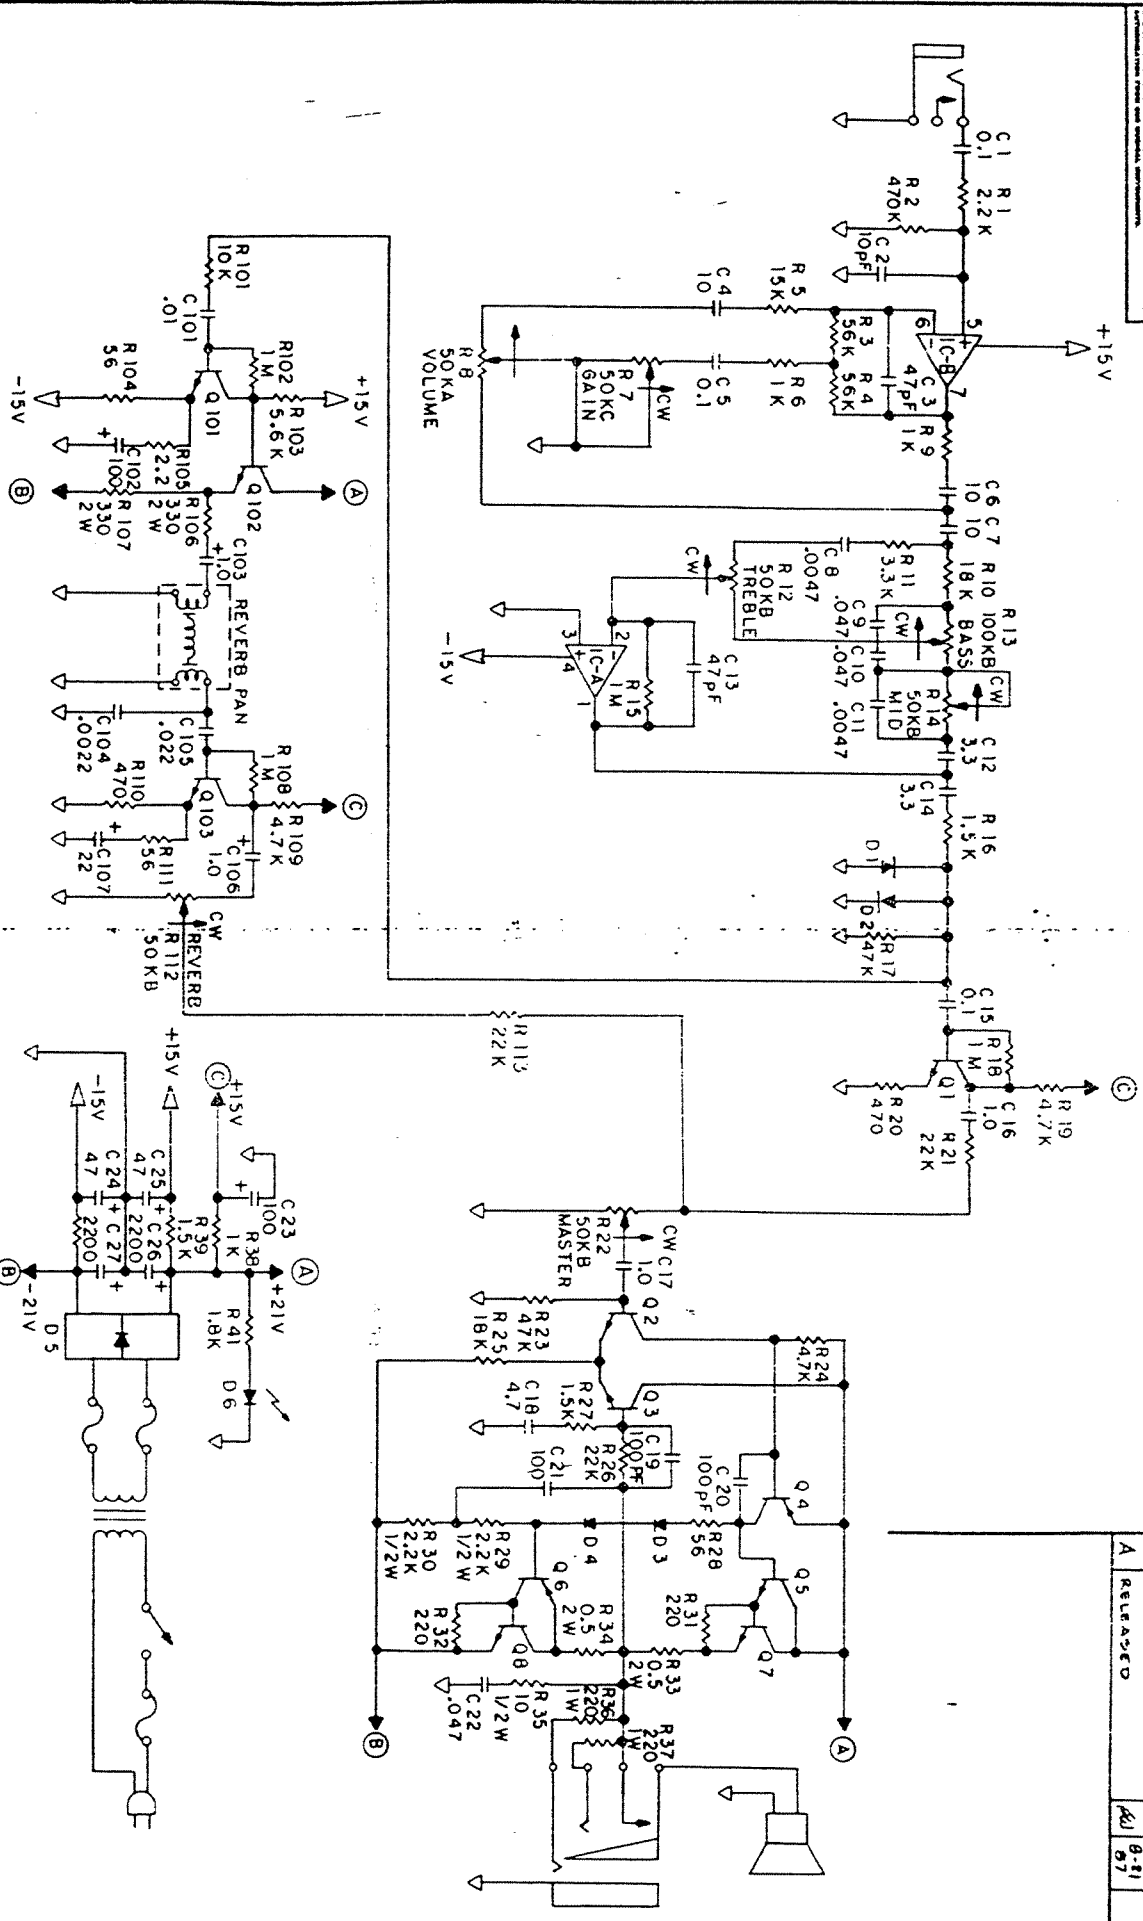 A RELEASED
8-21
87
+15V
C1
0.1
R1
2.2K
R2
470K
C2
10pF
5
6
7
IC-B
R3
56K
R4
56K
C3
47pF
R5
15K
C4
10
R6
1K
C5
0.1
R7
50KC
GAIN
CW
R8
50KA
VOLUME
R9
1K
C6
10
C7
10
R10
18K
R11
3.3K
C8
.0047
R12
50KB
TREBLE
CW
R13
100KB
BASS
CW
C9
.047
C10
.047
R14
50KB
MID
CW
C11
.0047
C12
3.3
C13
47pF
R15
1M
IC-A
2
3
4
1
-15V
C14
3.3
R16
1.5K
D1
D2
R17
47K
C15
0.1
R18
1M
Q1
C16
1.0
R19
4.7K
C
R20
470
R21
22K
R101
10K
C101
.01
R102
1M
R103
5.6K
+15V
Q101
R104
56
-15V
R105
2.2
C102
100
Q102
A
R106
330
2W
R107
330
2W
B
C103
1.0
REVERB PAN
C104
.0022
C105
.022
R108
1M
R109
4.7K
C
Q103
R110
470
R111
56
C106
1.0
C107
22
CW
REVERB
R112
50KB
R113
22K
R22
50KB
MASTER
CW
C17
1.0
Q2
R23
47K
R24
4.7K
R25
18K
Q3
R27
1.5K
C18
4.7
C19
100PF
R26
22K
C20
100pF
C21
100
Q4
R28
56
D3
D4
R29
2.2K
1/2W
R30
2.2K
1/2W
Q5
Q6
R31
220
R32
220
Q7
Q8
R33
0.5
2W
R34
0.5
2W
R35
10
1/2W
C22
.047
R36
220
1W
R37
220
1W
A
B
C
+15V
+15V
-15V
C23
100
C24
47
C25
47
C26
2200
C27
2200
R38
1K
R39
1.5K
R41
1.8K
D6
A
+21V
B
-21V
D5